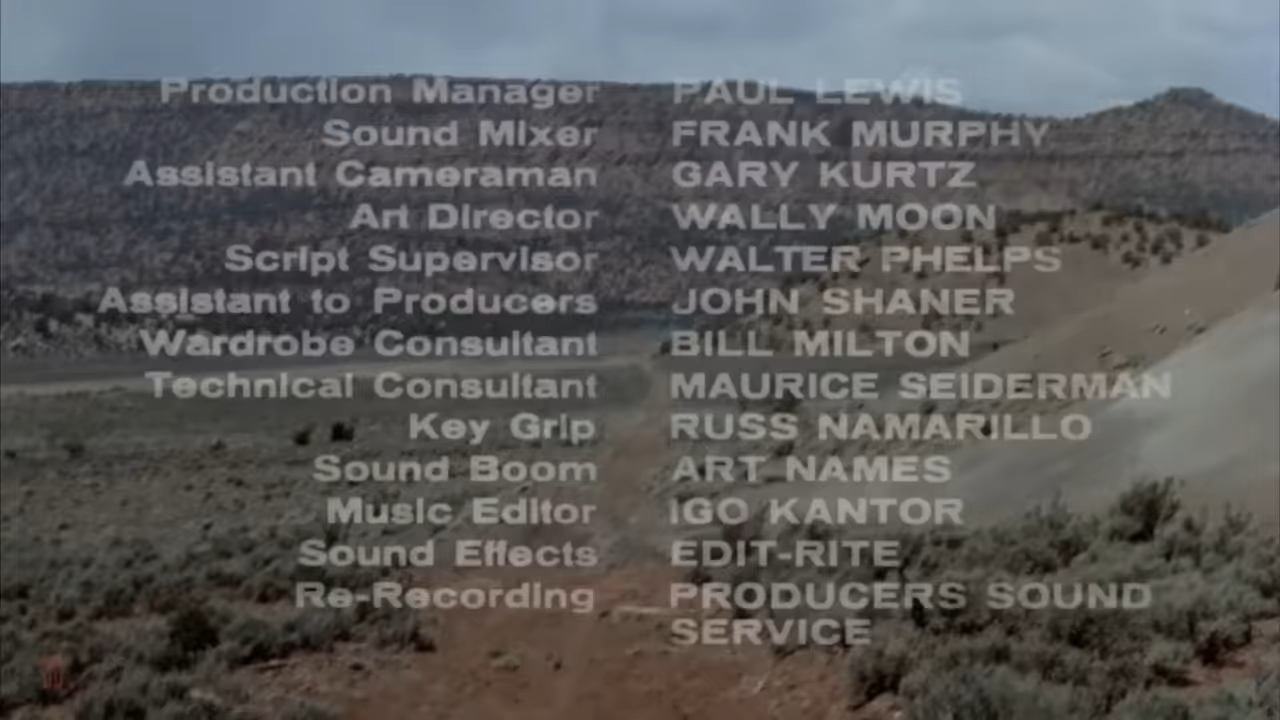 Production Manager PAUL LEWIS
Sound Mixer FRANK MURPHY
Assistant Cameraman GARY KURTZ
Art Director WALLY MOON
Script Supervisor WALTER PHELPS
Assistant to Producers JOHN SHANER
Wardrobe Consultant BILL MILTON
Technical Consultant MAURICE SEIDERMAN
Key Grip RUSS NAMARILLO
Sound Boom ART NAMES
Music Editor IGO KANTOR
Sound Effects EDIT-RITE
Re-Recording PRODUCERS SOUND
SERVICE